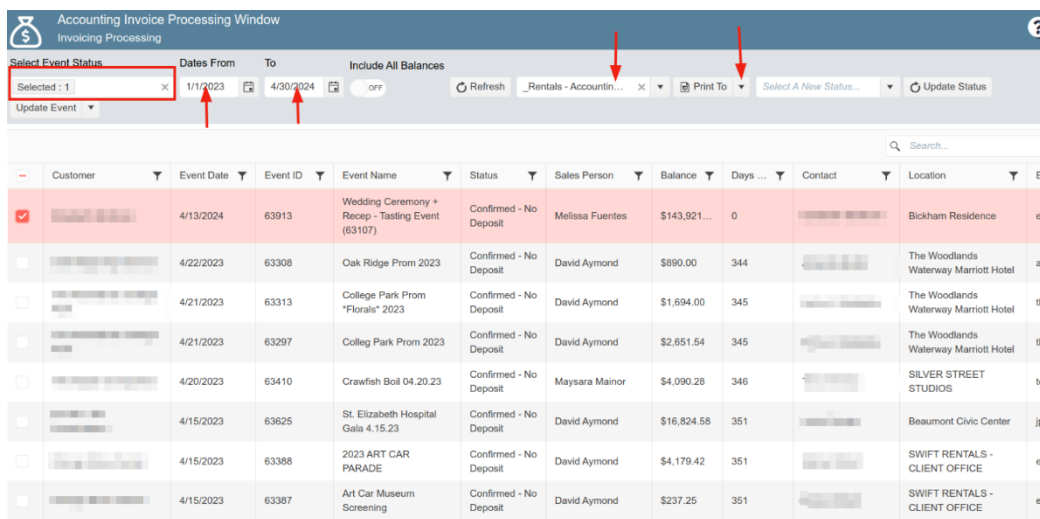 Accounting Invoice Processing Window
Invoicing Processing
Select Event Status Dates From To Include All Balances
Selected : 1 × 1/1/2023 4/30/2024 OFF Refresh _Rentals - Accountin... × Print To Select A New Status... Update Status
Update Event
Search...
Customer Event Date Event ID Event Name Status Sales Person Balance Days ... Contact Location
4/13/2024 63913 Wedding Ceremony + Recep - Tasting Event (63107) Confirmed - No Deposit Melissa Fuentes $143,921... 0 Bickham Residence
4/22/2023 63308 Oak Ridge Prom 2023 Confirmed - No Deposit David Aymond $890.00 344 The Woodlands Waterway Marriott Hotel
4/21/2023 63313 College Park Prom *Florals* 2023 Confirmed - No Deposit David Aymond $1,694.00 345 The Woodlands Waterway Marriott Hotel
4/21/2023 63297 Colleg Park Prom 2023 Confirmed - No Deposit David Aymond $2,651.54 345 The Woodlands Waterway Marriott Hotel
4/20/2023 63410 Crawfish Boil 04.20.23 Confirmed - No Deposit Maysara Mainor $4,090.28 346 SILVER STREET STUDIOS
4/15/2023 63625 St. Elizabeth Hospital Gala 4.15.23 Confirmed - No Deposit David Aymond $16,824.58 351 Beaumont Civic Center
4/15/2023 63388 2023 ART CAR PARADE Confirmed - No Deposit David Aymond $4,179.42 351 SWIFT RENTALS - CLIENT OFFICE
4/15/2023 63387 Art Car Museum Screening Confirmed - No Deposit David Aymond $237.25 351 SWIFT RENTALS - CLIENT OFFICE